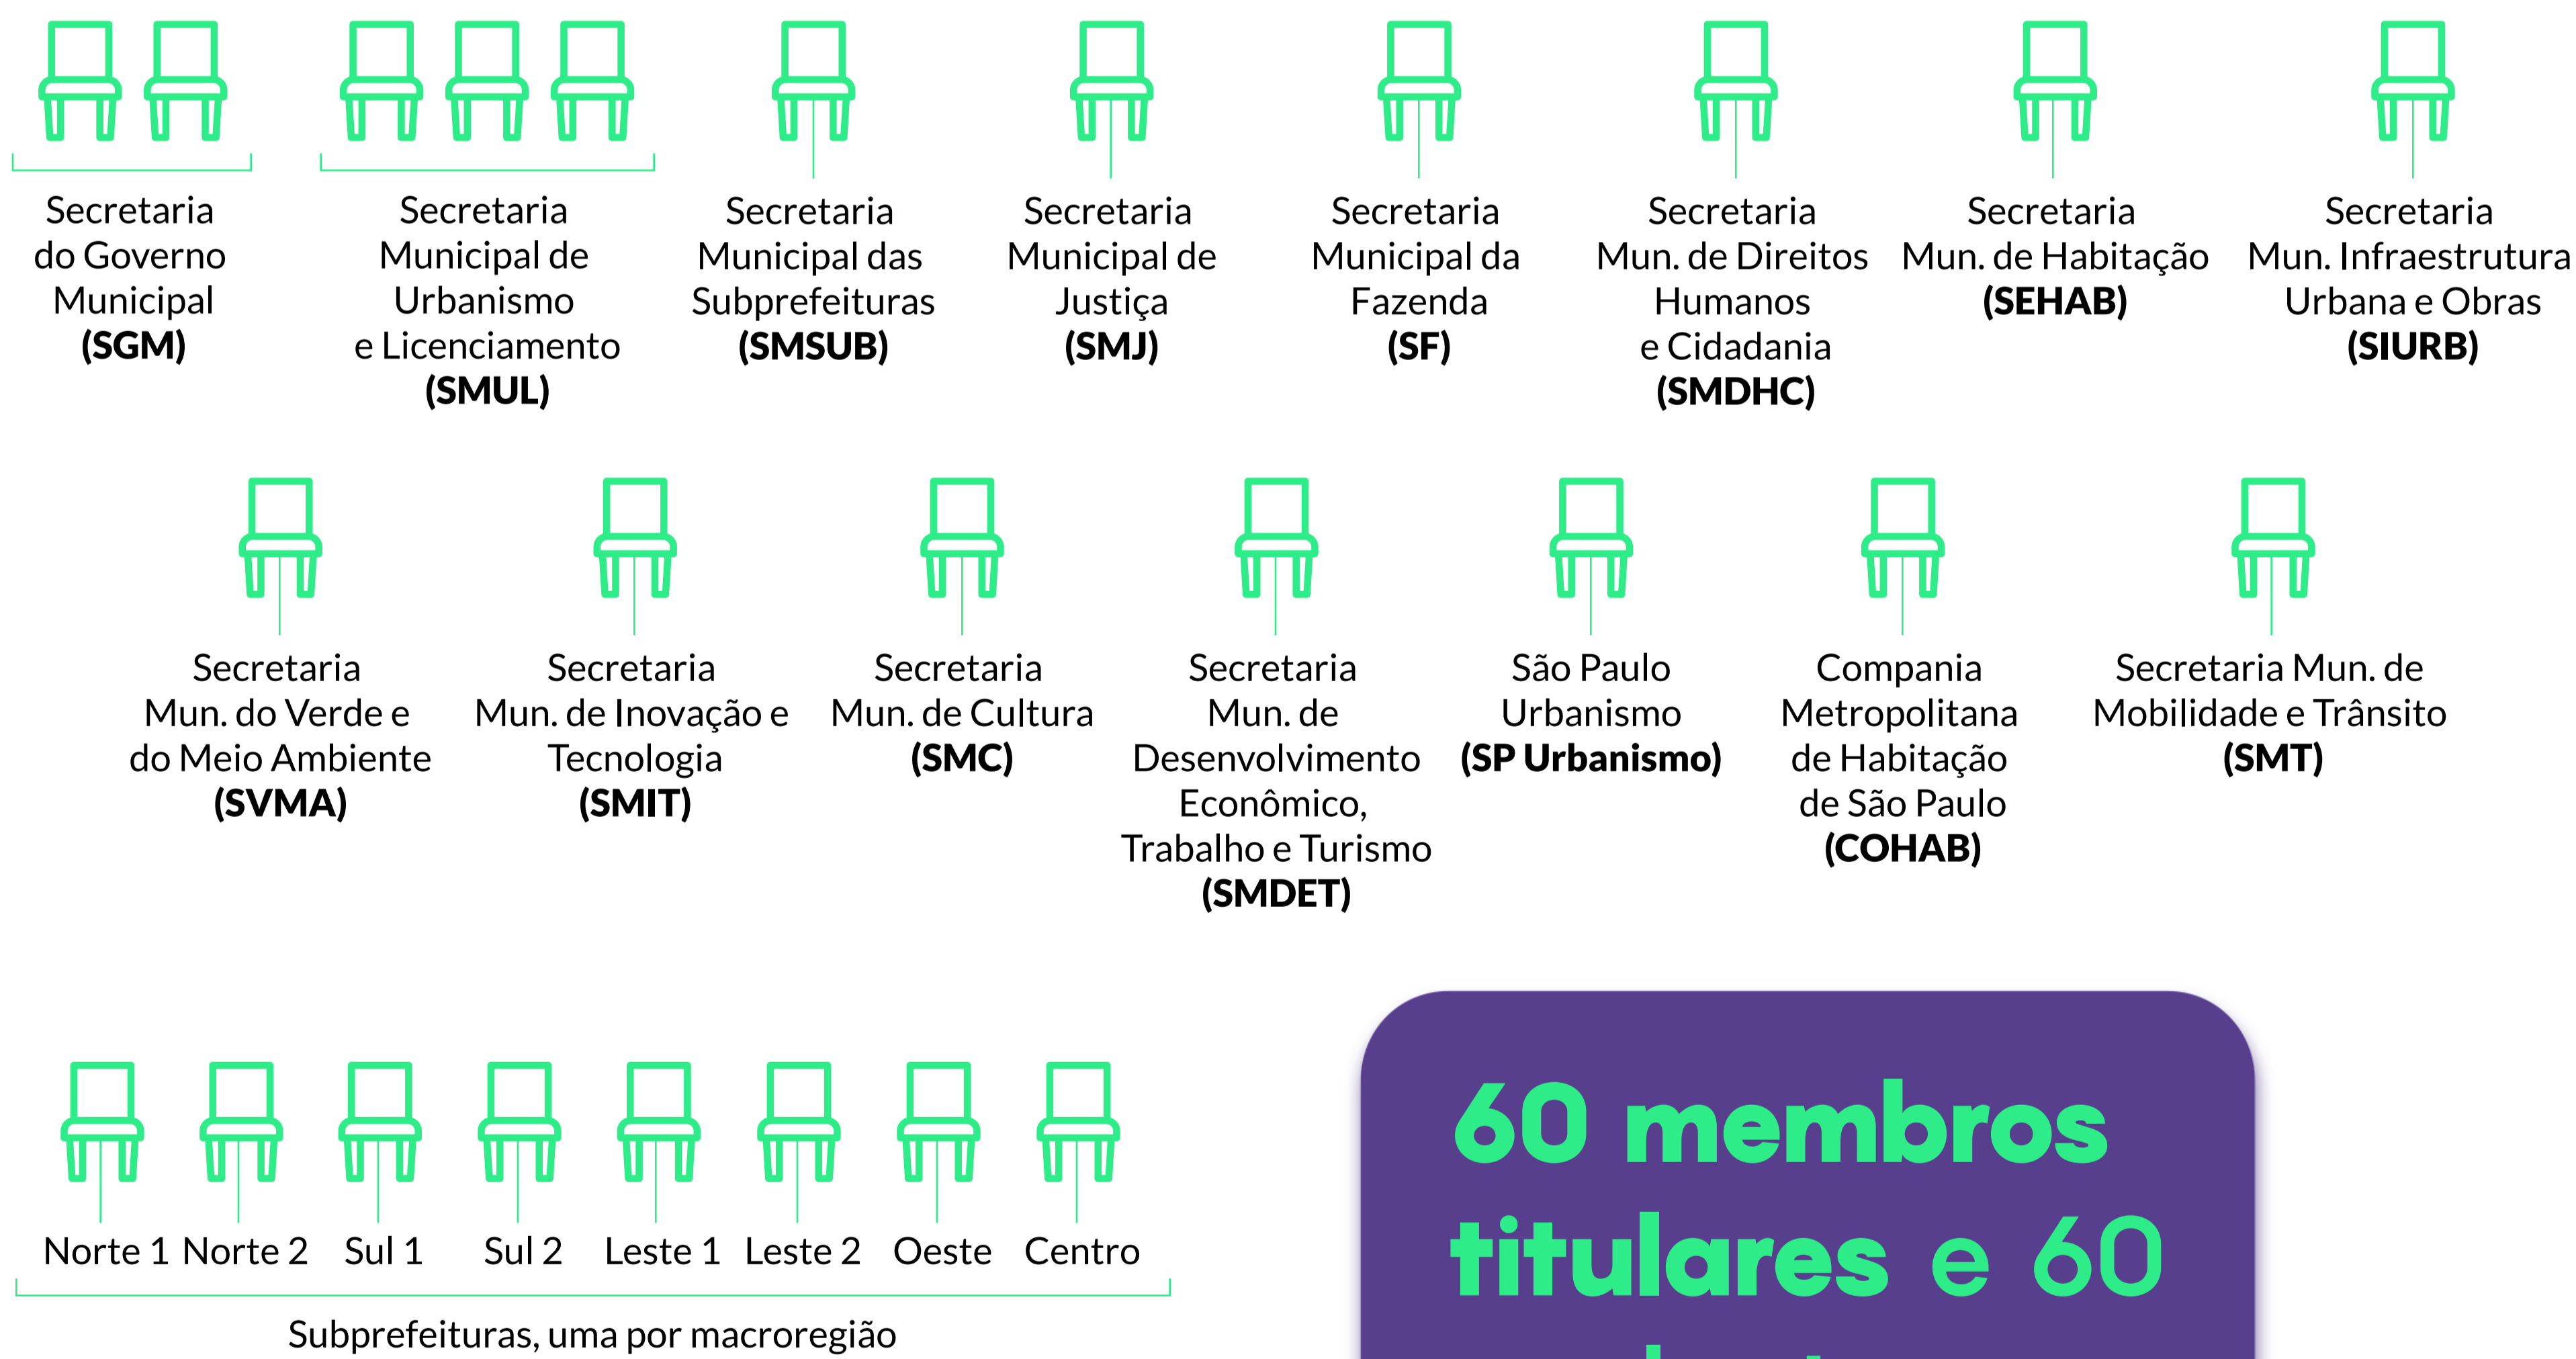 Secretaria
do Governo
Municipal
(SGM)
Secretaria
Municipal de
Urbanismo
e Licenciamento
(SMUL)
Secretaria
Municipal das
Subprefeituras
(SMSUB)
Secretaria
Municipal de
Justiça
(SMJ)
Secretaria
Municipal da
Fazenda
(SF)
Secretaria
Mun. de Direitos
Humanos
e Cidadania
(SMDHC)
Secretaria
Mun. de Habitação
(SEHAB)
Secretaria
Mun. Infraestrutura
Urbana e Obras
(SIURB)
Secretaria
Mun. do Verde e
do Meio Ambiente
(SVMA)
Secretaria
Mun. de Inovação e
Tecnologia
(SMIT)
Secretaria
Mun. de Cultura
(SMC)
Secretaria
Mun. de
Desenvolvimento
Econômico,
Trabalho e Turismo
(SMDET)
São Paulo
Urbanismo
(SP Urbanismo)
Compania
Metropolitana
de Habitação
de São Paulo
(COHAB)
Secretaria Mun. de
Mobilidade e Trânsito
(SMT)
Norte 1 Norte 2 Sul 1 Sul 2 Leste 1 Leste 2 Oeste Centro
Subprefeituras, uma por macroregião
60 membros
titulares e 60